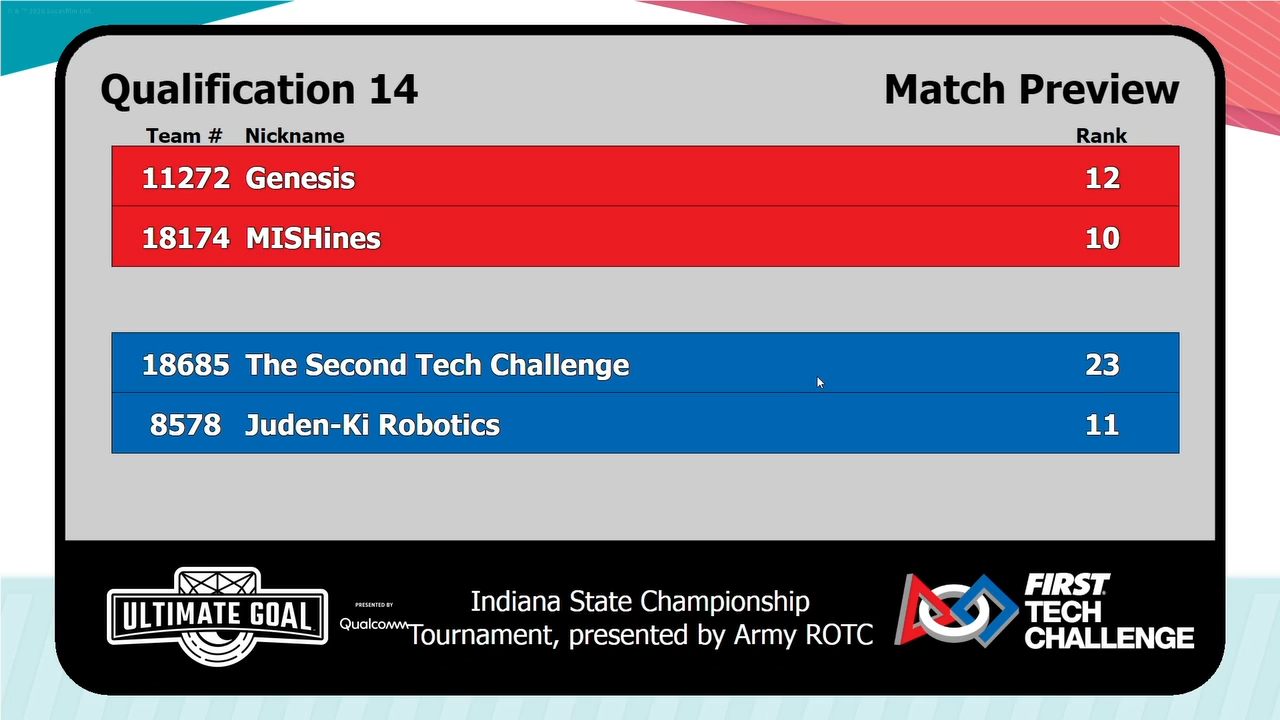 Qualification 14 Match Preview
Team # Nickname Rank
11272 Genesis 12
18174 MISHines 10
18685 The Second Tech Challenge 23
8578 Juden-Ki Robotics 11
ULTIMATE GOAL
PRESENTED BY
Qualcomm
Indiana State Championship
Tournament, presented by Army ROTC
FIRST
TECH
CHALLENGE